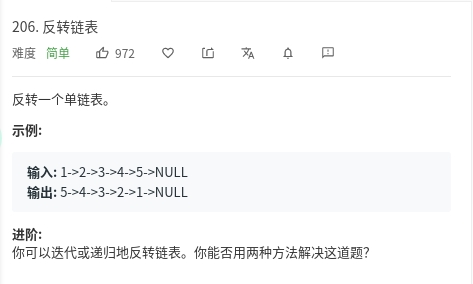 206. 反转链表
难度 简单 972
反转一个单链表。
示例:
输入: 1->2->3->4->5->NULL
输出: 5->4->3->2->1->NULL
进阶:
你可以迭代或递归地反转链表。你能否用两种方法解决这道题？